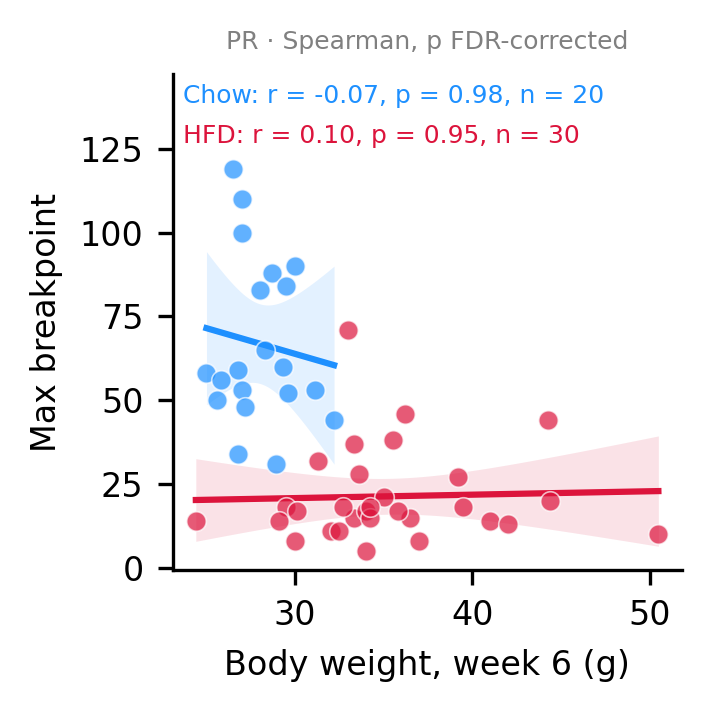 PR · Spearman, p FDR-corrected
Chow: r = -0.07, p = 0.98, n = 20
HFD: r = 0.10, p = 0.95, n = 30
125
100
75
50
25
0
Max breakpoint
30 40 50
Body weight, week 6 (g)